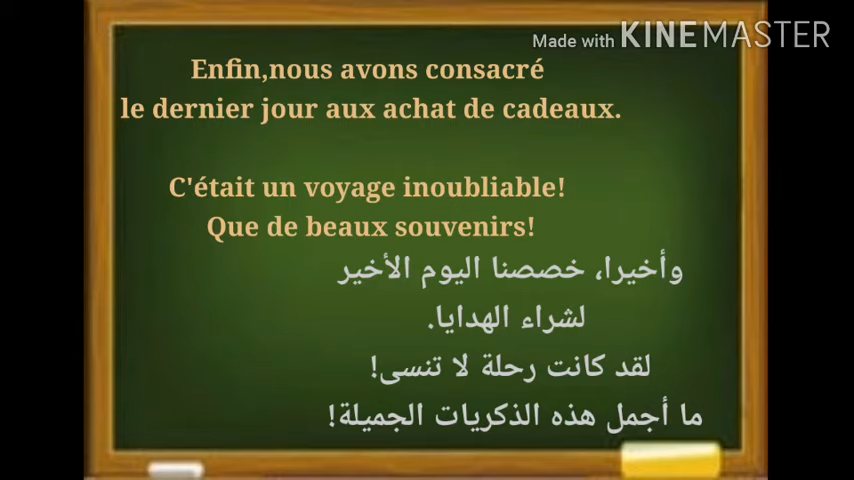 Made with KINEMASTER
Enfin,nous avons consacré
le dernier jour aux achat de cadeaux.
C'était un voyage inoubliable!
Que de beaux souvenirs!
وأخيرا، خصصنا اليوم الأخير
لشراء الهدايا.
لقد كانت رحلة لا تنسى!
ما أجمل هذه الذكريات الجميلة!